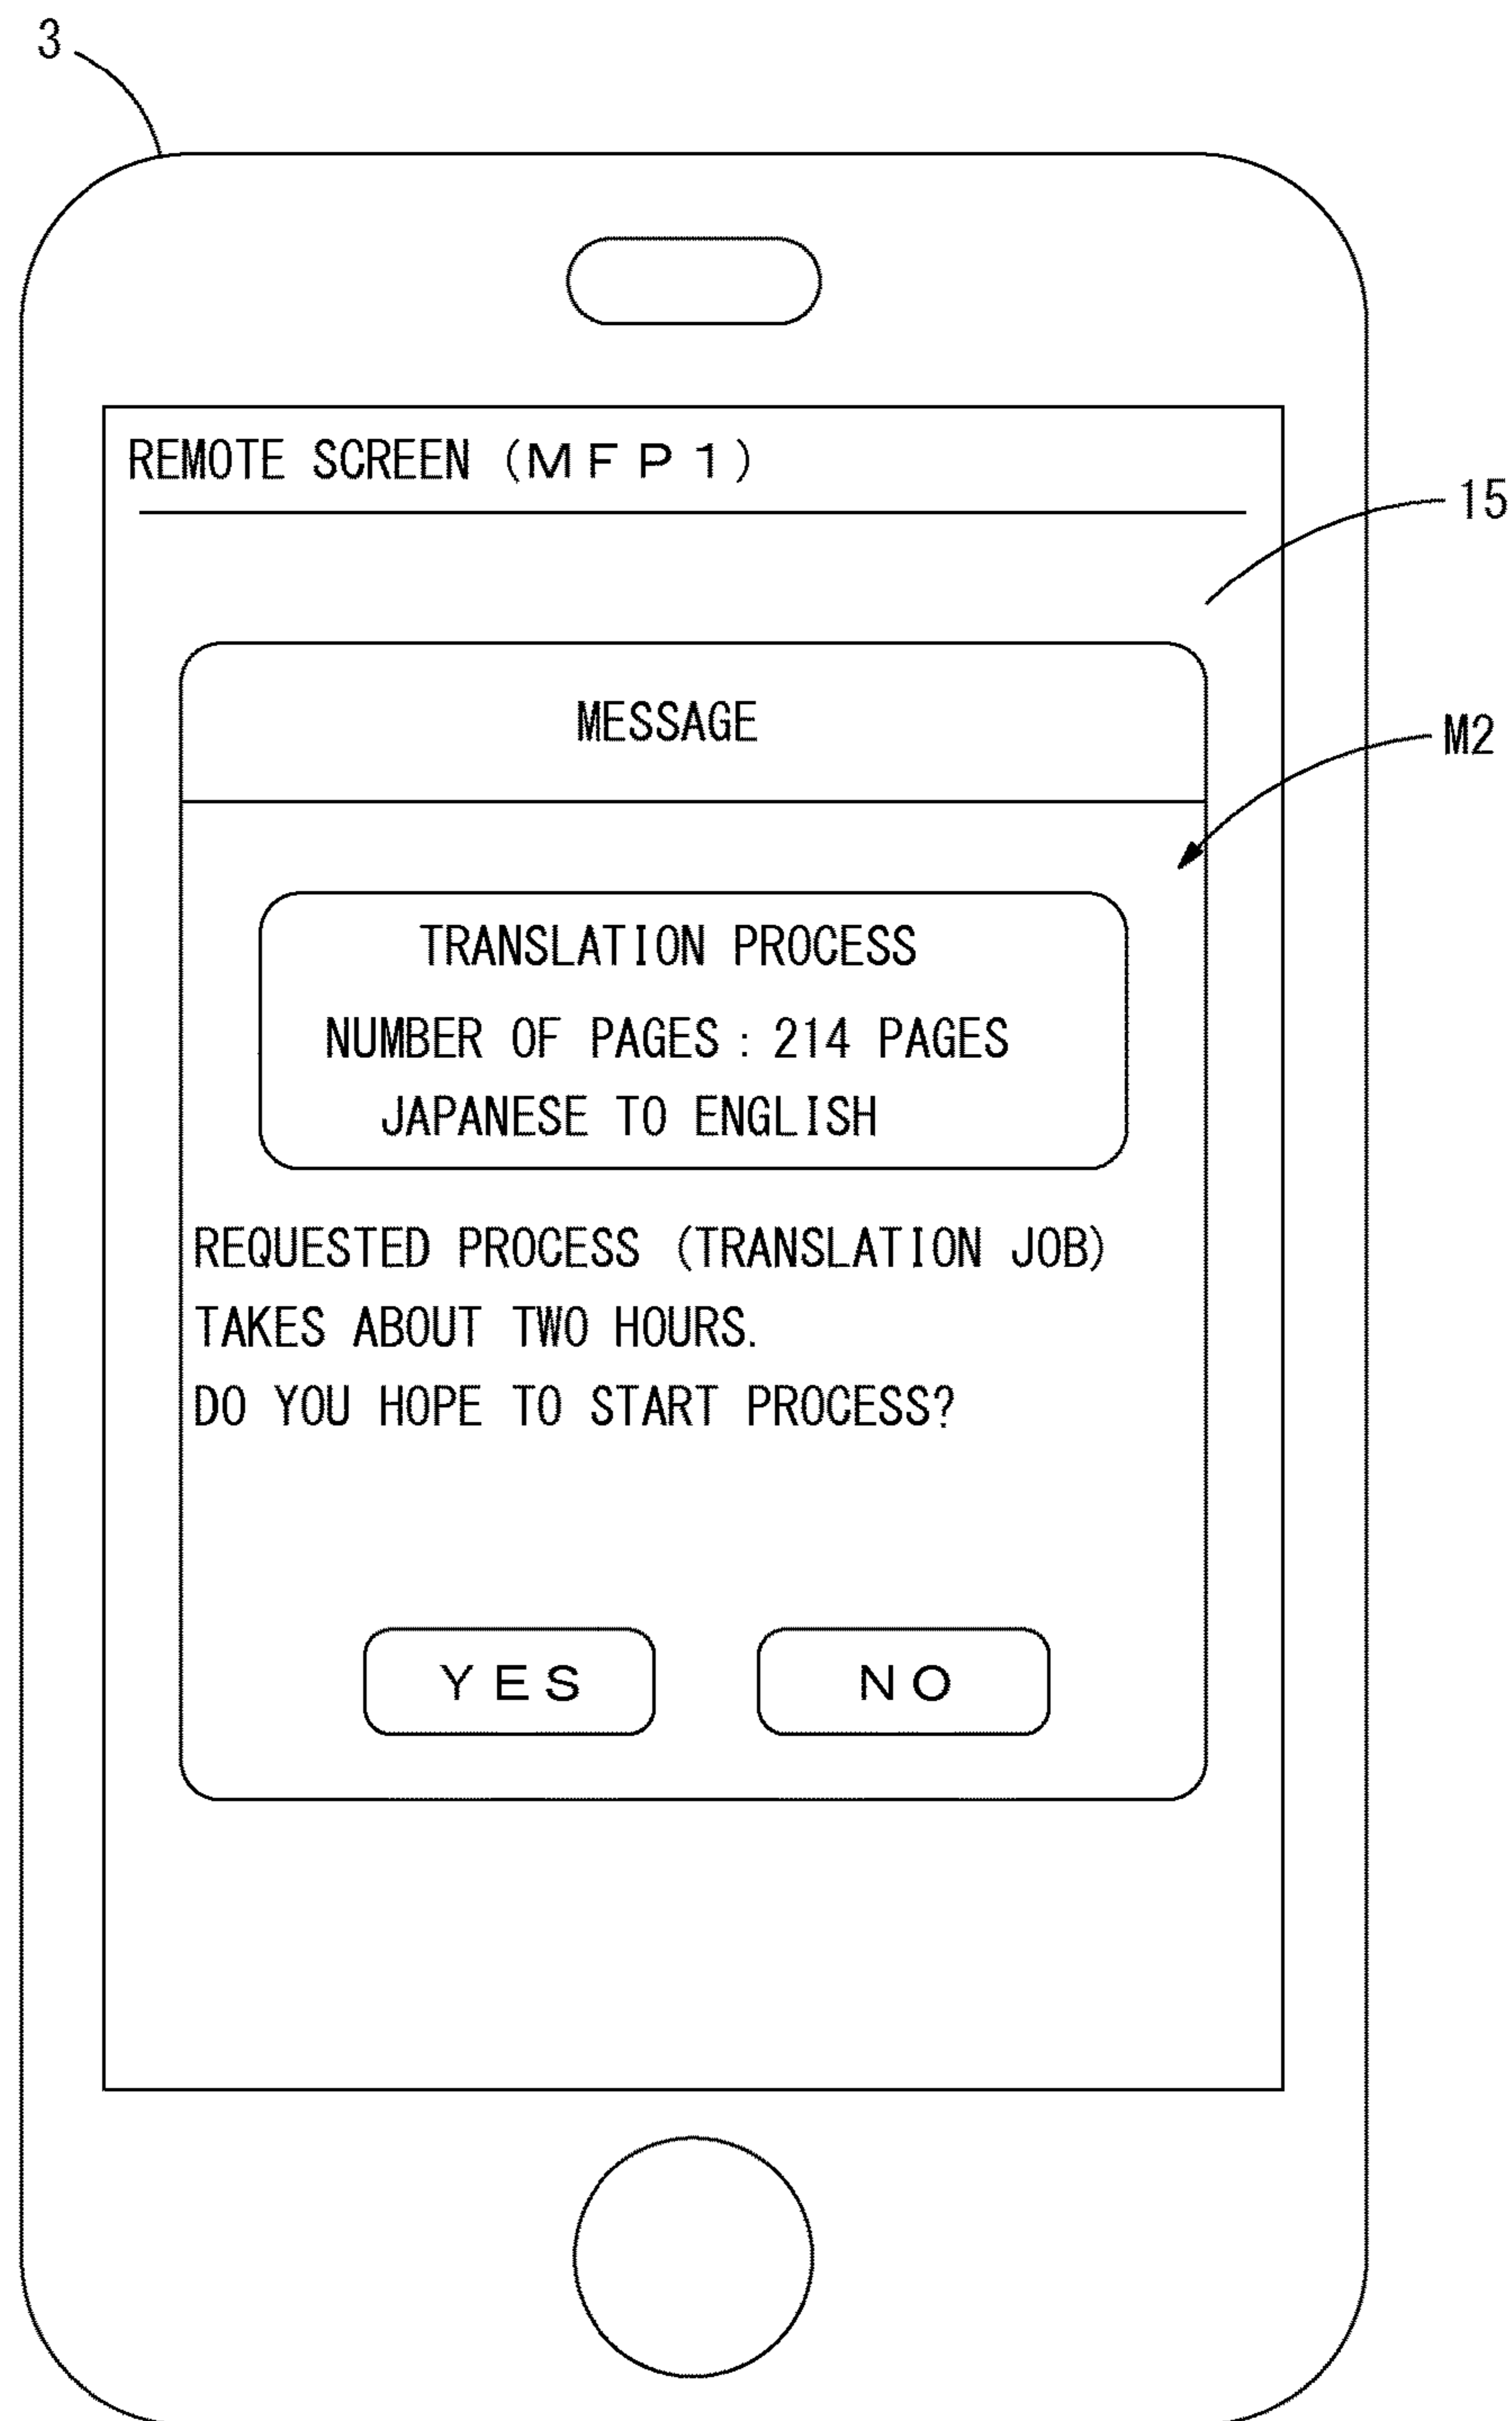 3
REMOTE SCREEN (MFP1)
15
MESSAGE
M2
TRANSLATION PROCESS
NUMBER OF PAGES : 214 PAGES
JAPANESE TO ENGLISH
REQUESTED PROCESS (TRANSLATION JOB)
TAKES ABOUT TWO HOURS.
DO YOU HOPE TO START PROCESS?
YES
NO